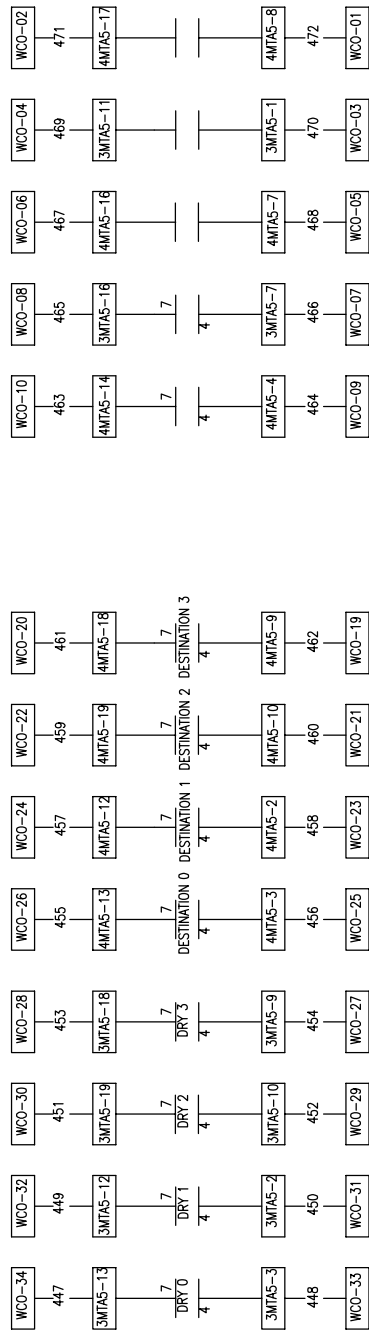 WCO-02
471
4MTA5-17
4MTA5-8
472
WCO-01
WCO-04
469
3MTA5-11
3MTA5-1
470
WCO-03
WCO-06
467
4MTA5-16
4MTA5-7
468
WCO-05
WCO-08
465
3MTA5-16
7
4
3MTA5-7
466
WCO-07
WCO-10
463
4MTA5-14
7
4
4MTA5-4
464
WCO-09
WCO-20
461
4MTA5-18
7
DESTINATION 3
4
4MTA5-9
462
WCO-19
WCO-22
459
4MTA5-19
7
DESTINATION 2
4
4MTA5-10
460
WCO-21
WCO-24
457
4MTA5-12
7
DESTINATION 1
4
4MTA5-2
458
WCO-23
WCO-26
455
4MTA5-13
7
DESTINATION 0
4
4MTA5-3
456
WCO-25
WCO-28
453
3MTA5-18
7
DRY 3
4
3MTA5-9
454
WCO-27
WCO-30
451
3MTA5-19
7
DRY 2
4
3MTA5-10
452
WCO-29
WCO-32
449
3MTA5-12
7
DRY 1
4
3MTA5-2
450
WCO-31
WCO-34
447
3MTA5-13
7
DRY 0
4
3MTA5-3
448
WCO-33